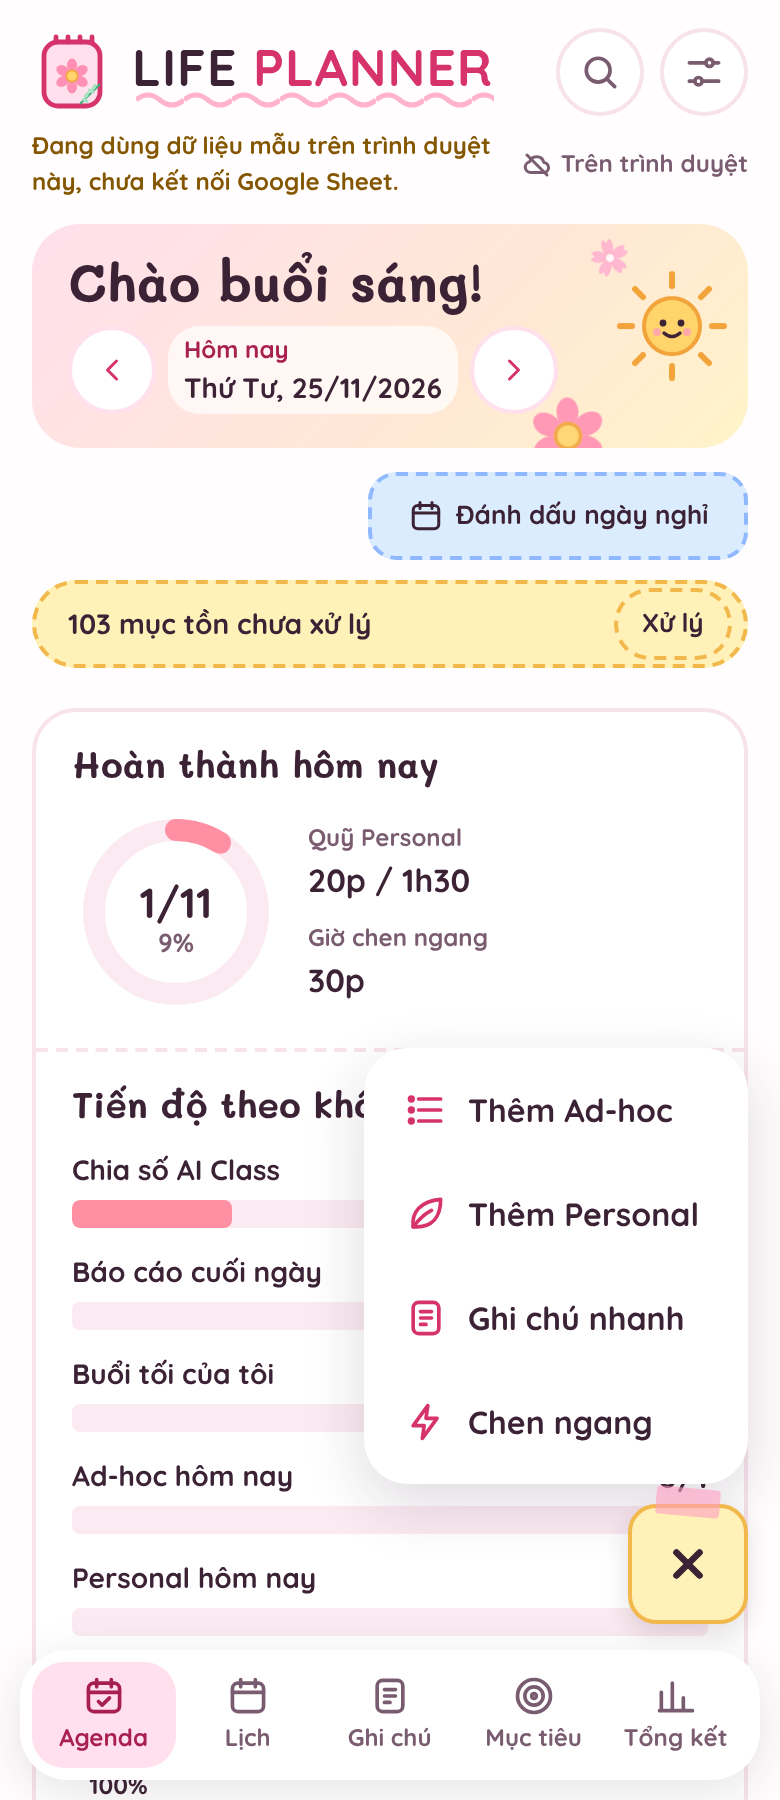 LIFE PLANNER
Đang dùng dữ liệu mẫu trên trình duyệt
này, chưa kết nối Google Sheet.
Trên trình duyệt
Chào buổi sáng!
Hôm nay
Thứ Tư, 25/11/2026
Đánh dấu ngày nghỉ
103 mục tồn chưa xử lý
Xử lý
Hoàn thành hôm nay
1/11
9%
Quỹ Personal
20p / 1h30
Giờ chen ngang
30p
Tiến độ theo
Chia số AI Class
Báo cáo cuối ngày
Buổi tối của tôi
Ad-hoc hôm nay
Personal hôm nay
Thêm Ad-hoc
Thêm Personal
Ghi chú nhanh
Chen ngang
Agenda
Lịch
Ghi chú
Mục tiêu
Tổng kết
100%